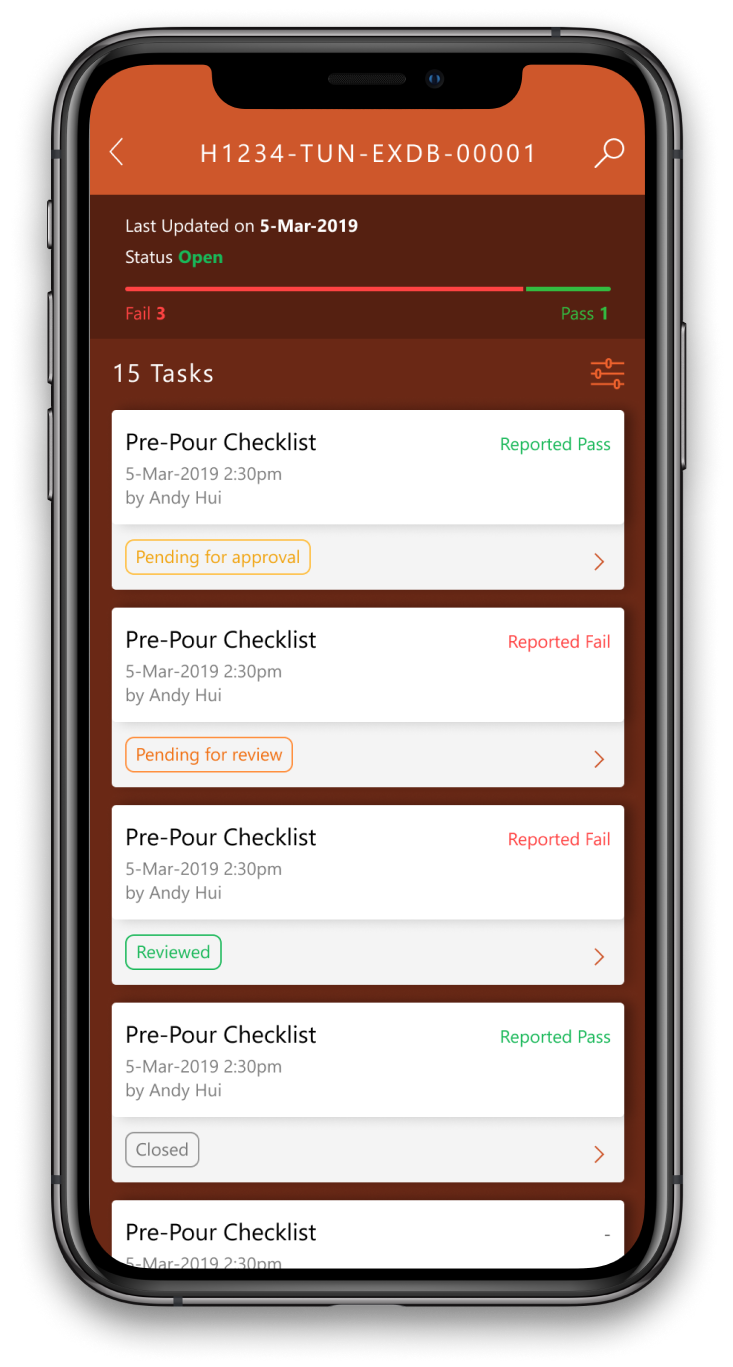 H1234-TUN-EXDB-00001
Last Updated on 5-Mar-2019
Status Open
Fail 3 Pass 1
15 Tasks
Pre-Pour Checklist Reported Pass
5-Mar-2019 2:30pm
by Andy Hui
Pending for approval
Pre-Pour Checklist Reported Fail
5-Mar-2019 2:30pm
by Andy Hui
Pending for review
Pre-Pour Checklist Reported Fail
5-Mar-2019 2:30pm
by Andy Hui
Reviewed
Pre-Pour Checklist Reported Pass
5-Mar-2019 2:30pm
by Andy Hui
Closed
Pre-Pour Checklist -
5-Mar-2019 2:30pm